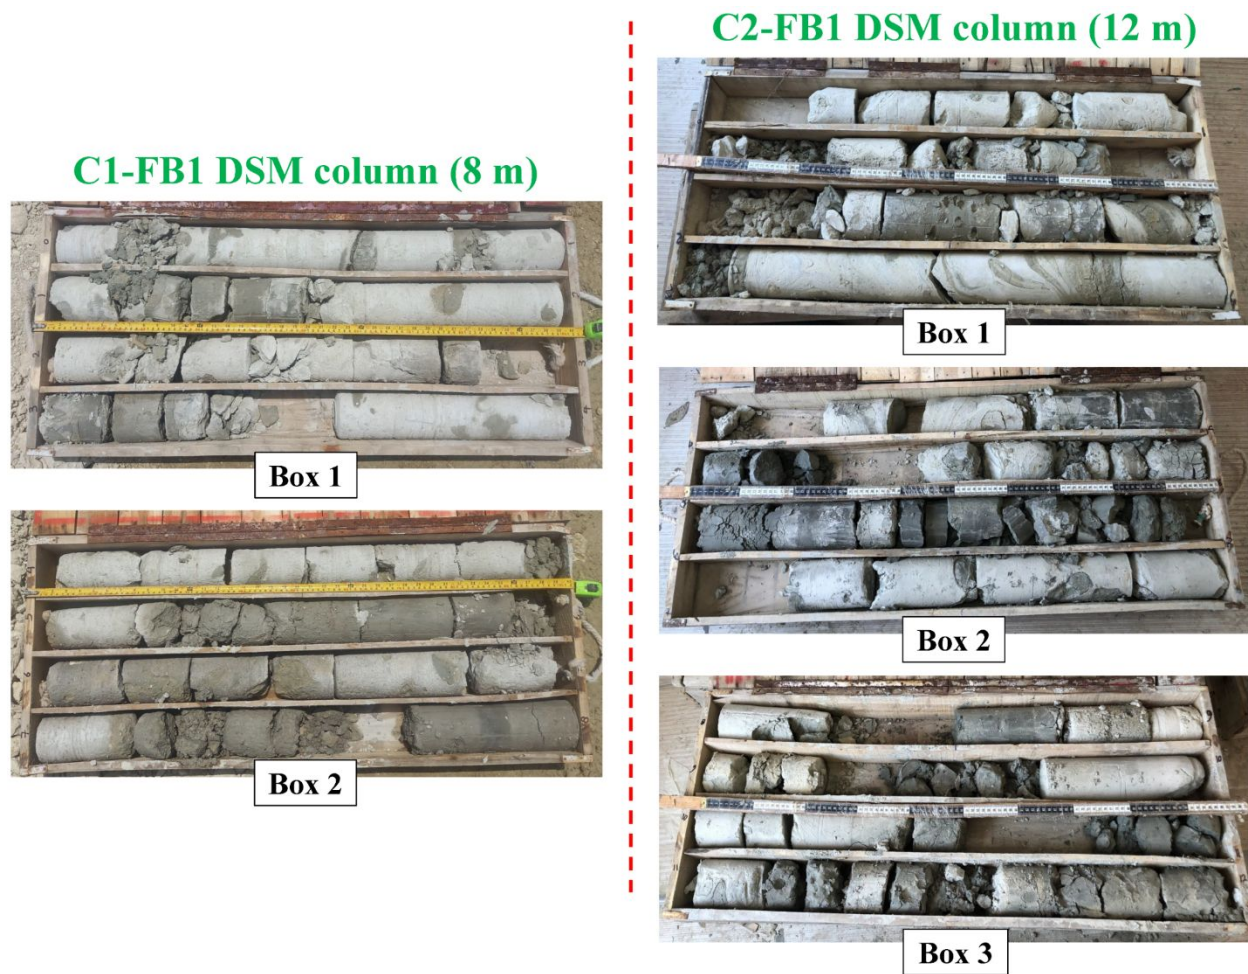 C1-FB1 DSM column (8 m)
Box 1
Box 2
C2-FB1 DSM column (12 m)
Box 1
Box 2
Box 3